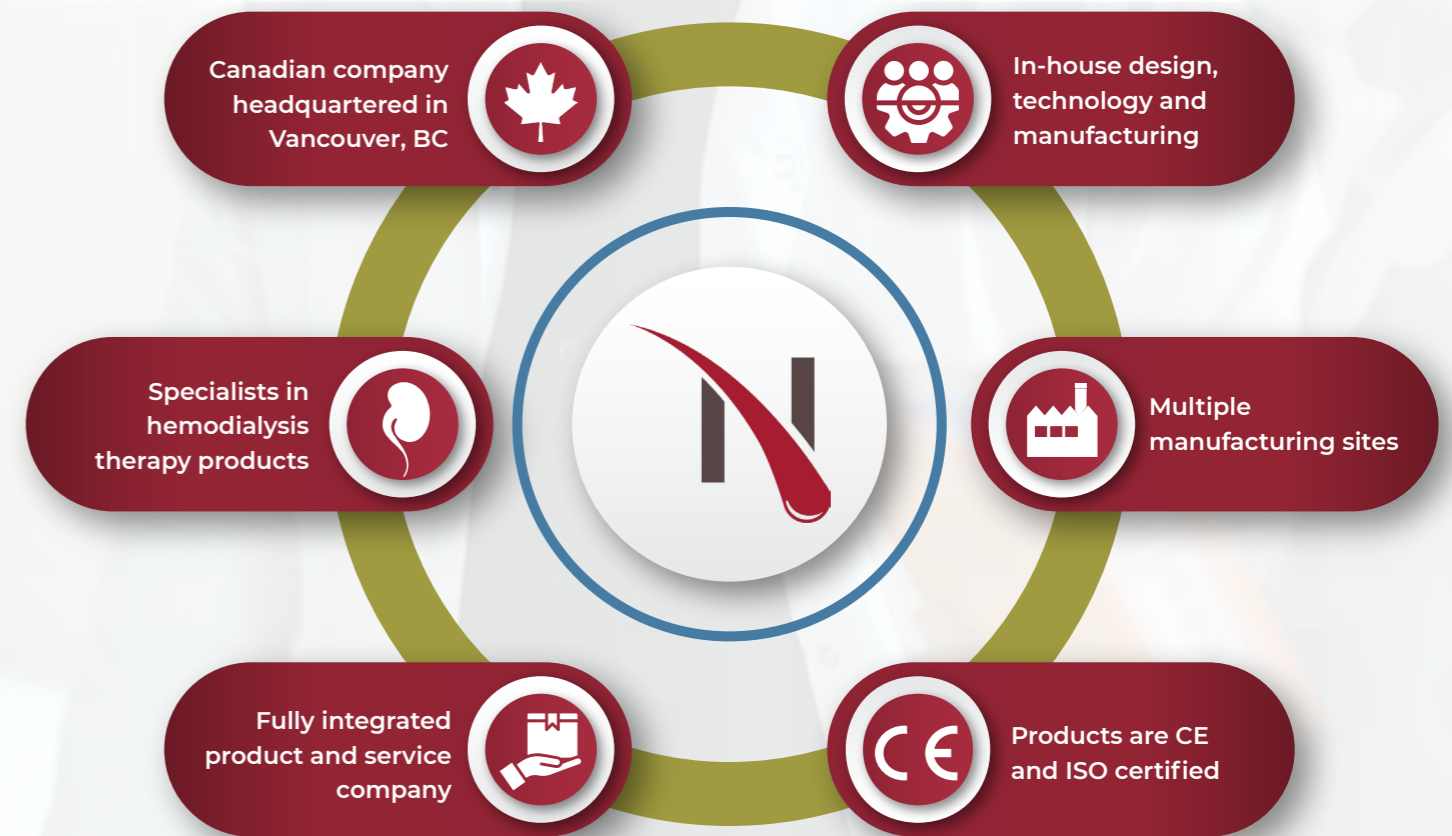 Canadian company
headquartered in
Vancouver, BC
In-house design,
technology and
manufacturing
Specialists in
hemodialysis
therapy products
N
Multiple
manufacturing sites
Fully integrated
product and service
company
CE
Products are CE
and ISO certified